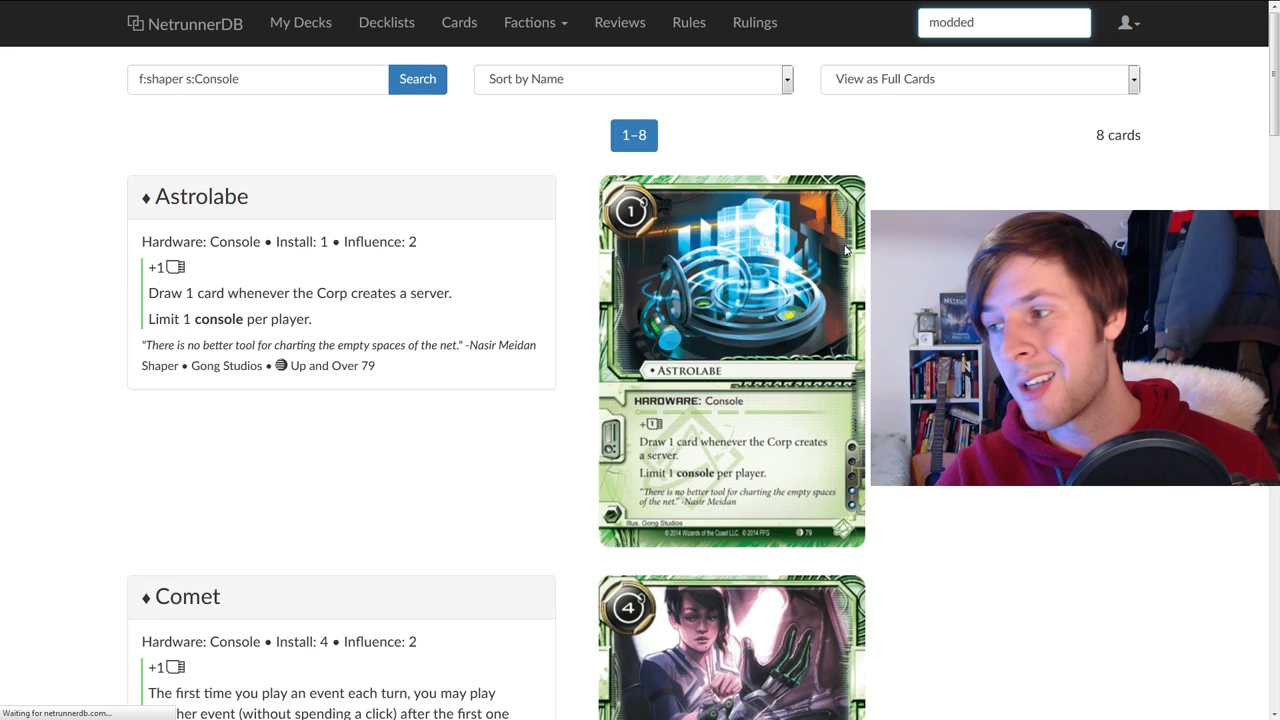 NetrunnerDB My Decks Decklists Cards Factions Reviews Rules Rulings modded
f:shaper s:Console Search Sort by Name View as Full Cards
1–8 8 cards
♦ Astrolabe
Hardware: Console • Install: 1 • Influence: 2
+1
Draw 1 card whenever the Corp creates a server.
Limit 1 console per player.
"There is no better tool for charting the empty spaces of the net." -Nasir Meidan
Shaper • Gong Studios • Up and Over 79
1
♦ ASTROLABE
HARDWARE: Console
+1
Draw 1 card whenever the Corp creates
a server.
Limit 1 console per player.
"There is no better tool for charting the empty spaces
of the net." -Nasir Meidan
Illus. Gong Studios
© 2014 Wizards of the Coast LLC. © 2014 FFG 79
♦ Comet
Hardware: Console • Install: 4 • Influence: 2
+1
The first time you play an event each turn, you may play
her event (without spending a click) after the first one
4
Waiting for netrunnerdb.com...